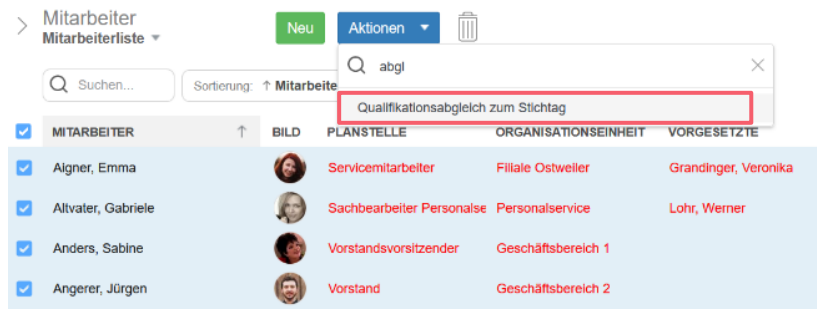 Mitarbeiter
Mitarbeiterliste
Neu
Aktionen
abgl
Suchen...
Sortierung: ↑ Mitarbeite
Qualifikationsabgleich zum Stichtag
MITARBEITER ↑ BILD PLANSTELLE ORGANISATIONSEINHEIT VORGESETZTE
Aigner, Emma Servicemitarbeiter Filiale Ostweiler Grandinger, Veronika
Altvater, Gabriele Sachbearbeiter Personalse Personalservice Lohr, Werner
Anders, Sabine Vorstandsvorsitzender Geschäftsbereich 1
Angerer, Jürgen Vorstand Geschäftsbereich 2